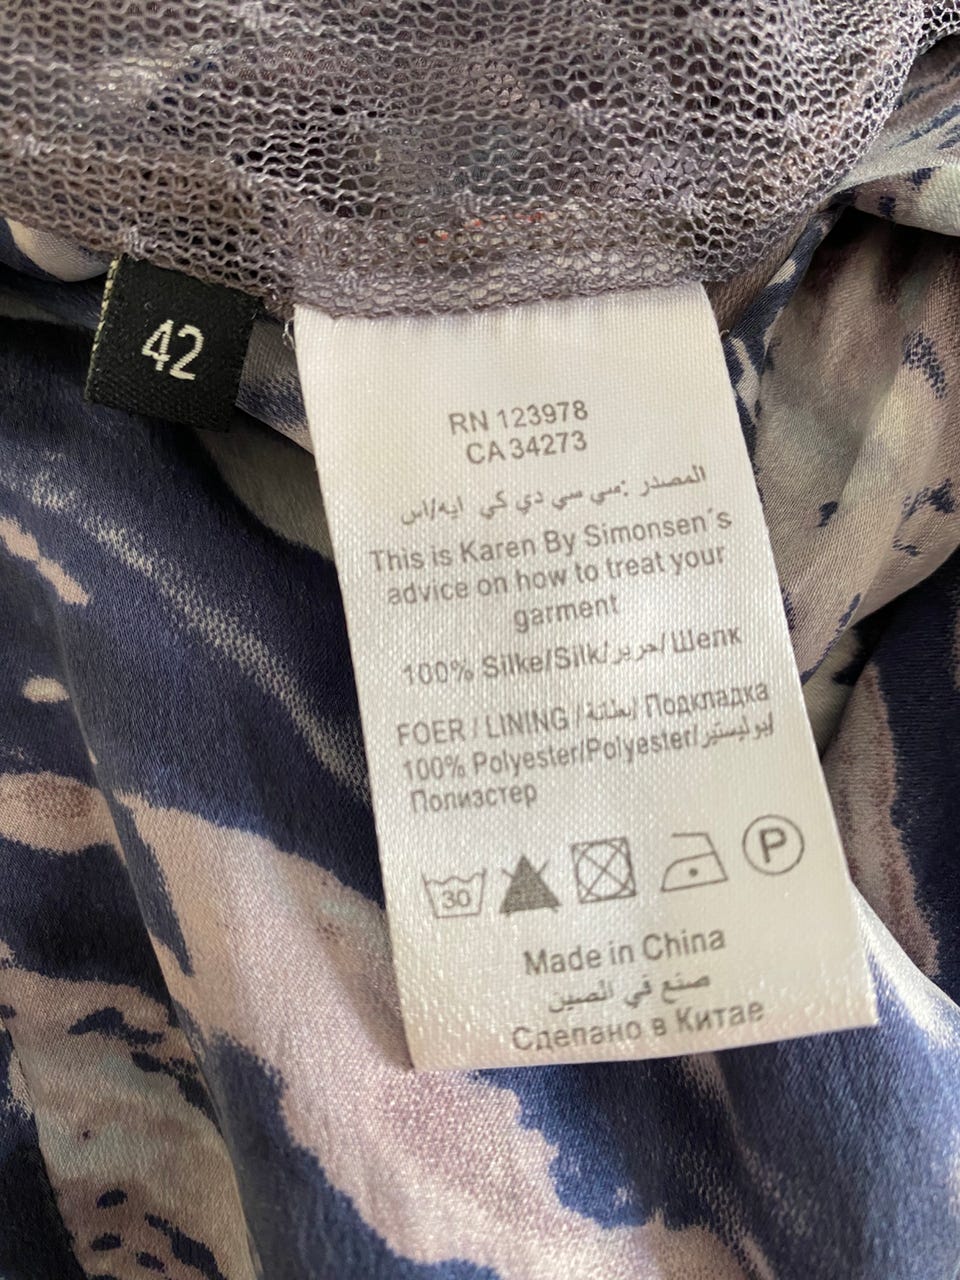 42
RN 123978
CA 34273
المصدر :سي سي دي كي ايه/اس
This is Karen By Simonsen´s
advice on how to treat your
garment
100% Silke/Silk/حرير/Шелк
FOER / LINING / بطانة/ Подкладка
100% Polyester/Polyester/بوليستير/
Полиэстер
30
P
Made in China
صنع في الصين
Сделано в Китае